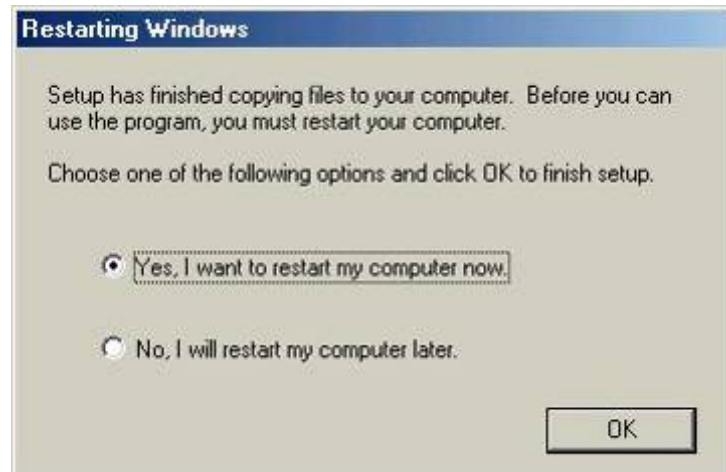 Restarting Windows
Setup has finished copying files to your computer.  Before you can
use the program, you must restart your computer.
Choose one of the following options and click OK to finish setup.
Yes, I want to restart my computer now.
No, I will restart my computer later.
OK